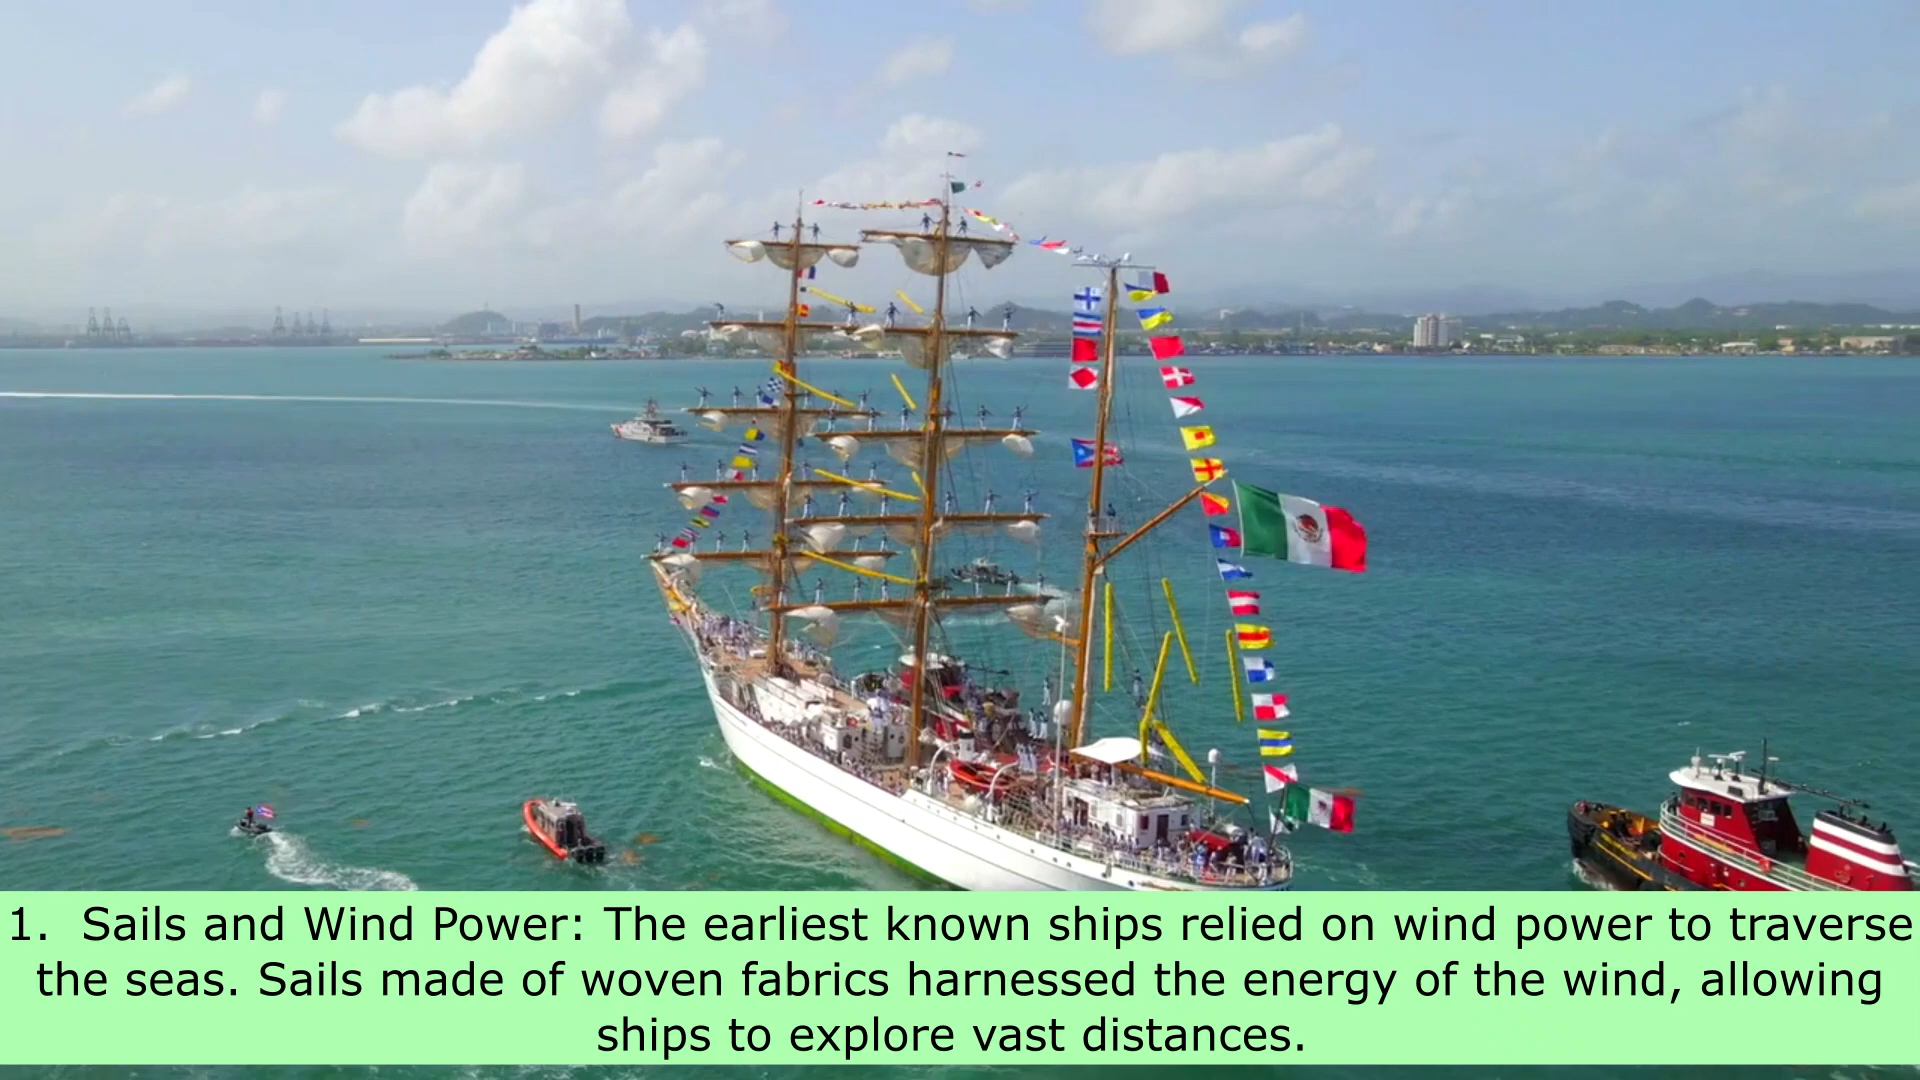 1.  Sails and Wind Power: The earliest known ships relied on wind power to traverse
the seas. Sails made of woven fabrics harnessed the energy of the wind, allowing
ships to explore vast distances.